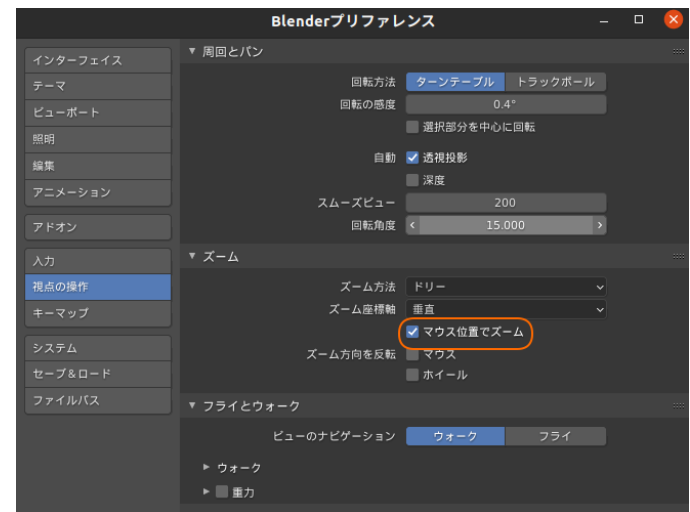 Blenderプリファレンス
インターフェイス
テーマ
ビューポート
照明
編集
アニメーション
アドオン
入力
視点の操作
キーマップ
システム
セーブ&ロード
ファイルパス
周回とパン
回転方法 ターンテーブル トラックボール
回転の感度 0.4°
選択部分を中心に回転
自動 透視投影
深度
スムーズビュー 200
回転角度 15.000
ズーム
ズーム方法 ドリー
ズーム座標軸 垂直
マウス位置でズーム
ズーム方向を反転 マウス
ホイール
フライとウォーク
ビューのナビゲーション ウォーク フライ
ウォーク
重力